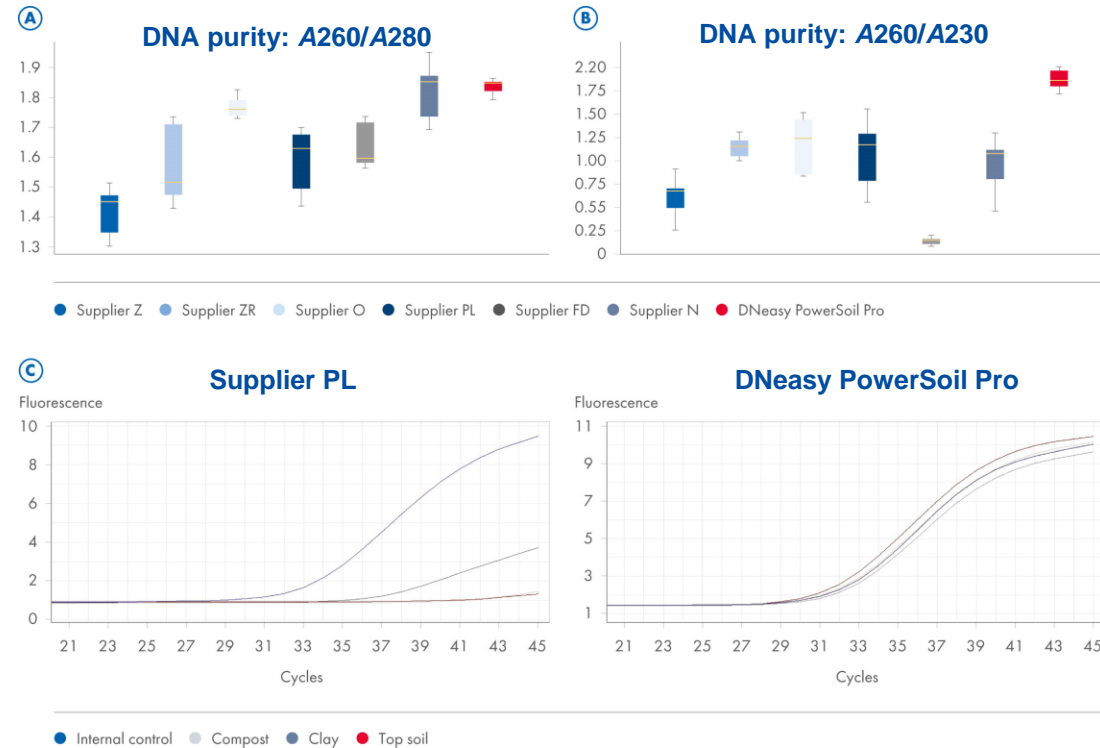 A
DNA purity: A260/A280
1.9
1.8
1.7
1.6
1.5
1.4
1.3
B
DNA purity: A260/A230
2.20
1.75
1.50
1.25
1.00
0.75
0.55
0.25
0
Supplier Z Supplier ZR Supplier O Supplier PL Supplier FD Supplier N DNeasy PowerSoil Pro
C
Supplier PL
Fluorescence
10
8
6
4
2
0
21 23 25 27 29 31 33 35 37 39 41 43 45
Cycles
DNeasy PowerSoil Pro
Fluorescence
11
9
7
5
3
1
21 23 25 27 29 31 33 35 37 39 41 43 45
Cycles
Internal control Compost Clay Top soil